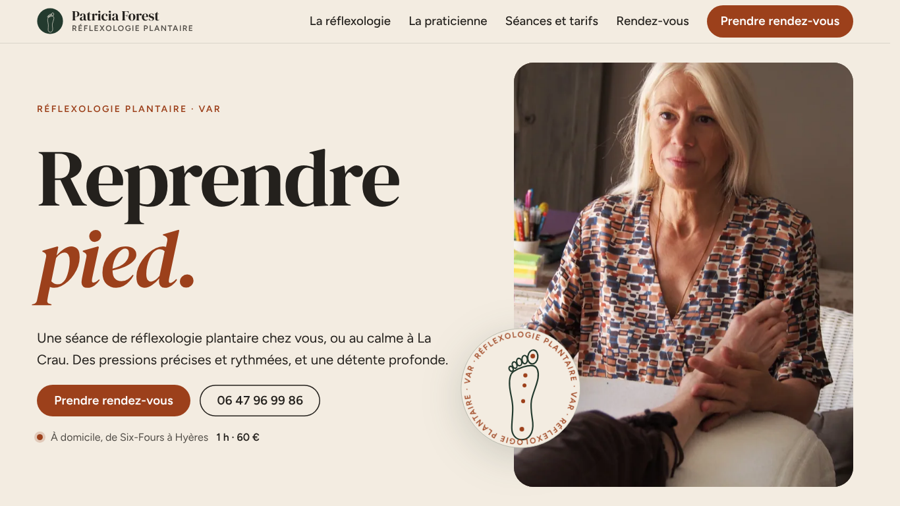 Patricia Forest
RÉFLEXOLOGIE PLANTAIRE
La réflexologie
La praticienne
Séances et tarifs
Rendez-vous
Prendre rendez-vous
RÉFLEXOLOGIE PLANTAIRE · VAR
Reprendre
pied.
Une séance de réflexologie plantaire chez vous, ou au calme à La
Crau. Des pressions précises et rythmées, et une détente profonde.
Prendre rendez-vous
06 47 96 99 86
À domicile, de Six-Fours à Hyères 1 h · 60 €
RÉFLEXOLOGIE PLANTAIRE · VAR · RÉFLEXOLOGIE PLANTAIRE · VAR ·